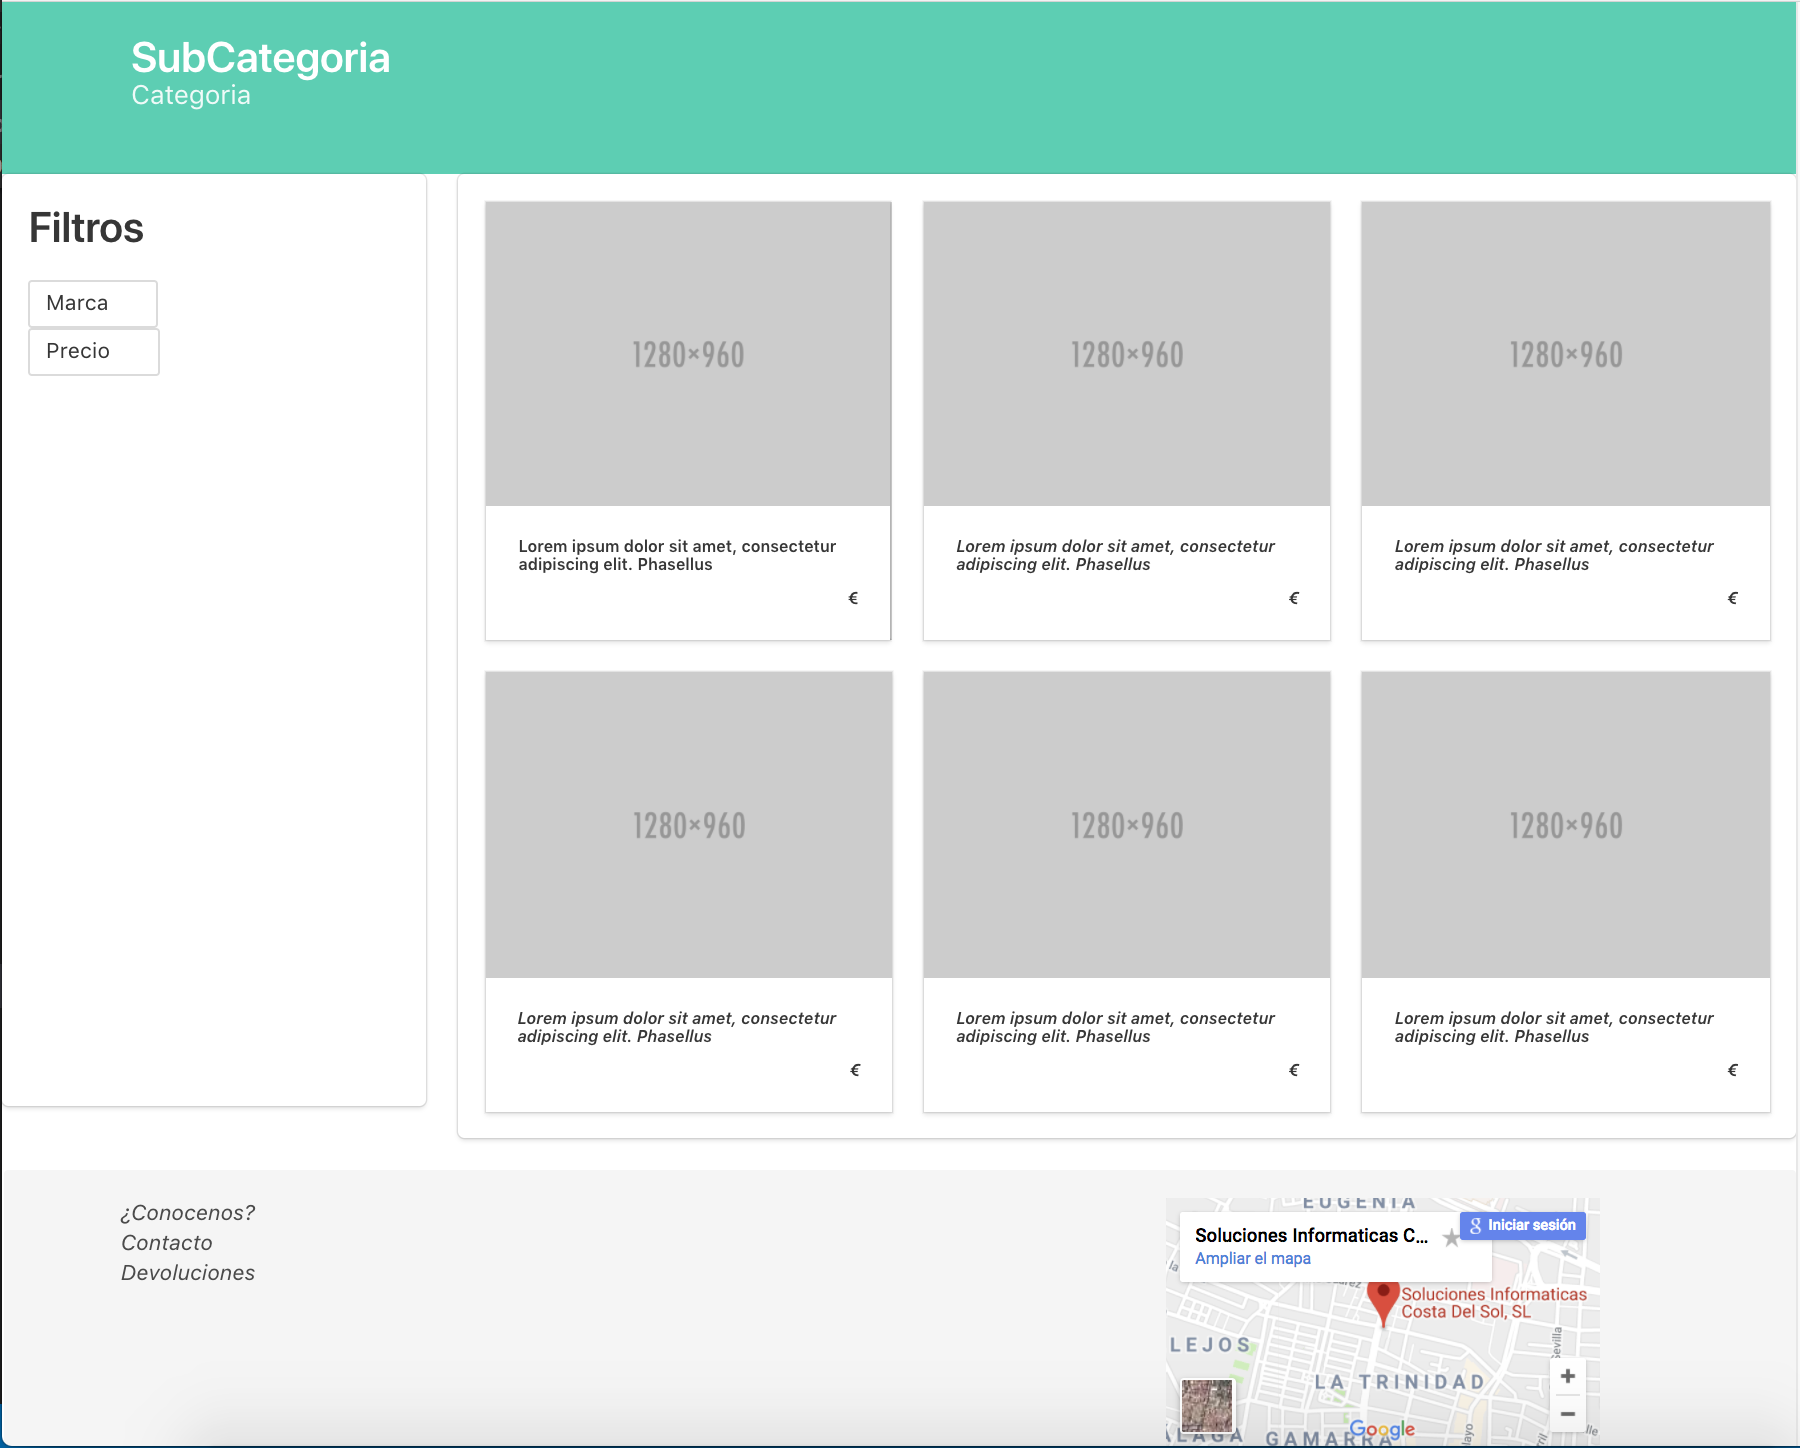 SubCategoria
Categoria
Filtros
Marca
Precio
1280×960
1280×960
1280×960
Lorem ipsum dolor sit amet, consectetur
adipiscing elit. Phasellus
€
Lorem ipsum dolor sit amet, consectetur
adipiscing elit. Phasellus
€
Lorem ipsum dolor sit amet, consectetur
adipiscing elit. Phasellus
€
1280×960
1280×960
1280×960
Lorem ipsum dolor sit amet, consectetur
adipiscing elit. Phasellus
€
Lorem ipsum dolor sit amet, consectetur
adipiscing elit. Phasellus
€
Lorem ipsum dolor sit amet, consectetur
adipiscing elit. Phasellus
€
¿Conocenos?
Contacto
Devoluciones
EUGENIA
Soluciones Informaticas C...
Ampliar el mapa
Iniciar sesión
Soluciones Informaticas
Costa Del Sol, SL
Sevilla
LEJOS
LA TRINIDAD
+
−
Google
GAMARRA